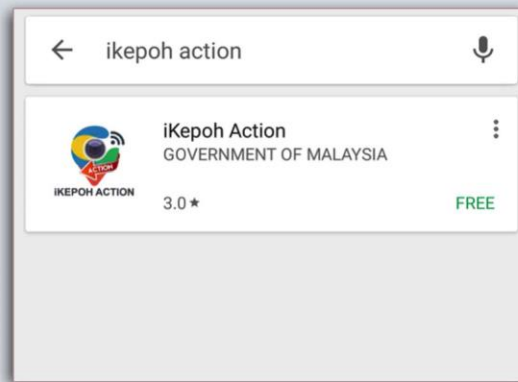 ikepoh action
iKepoh Action
GOVERNMENT OF MALAYSIA
ACTION
iKEPOH ACTION
3.0 ★
FREE